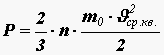 P = 2/3 · n · m₀ · ϑ²ср.кв. / 2